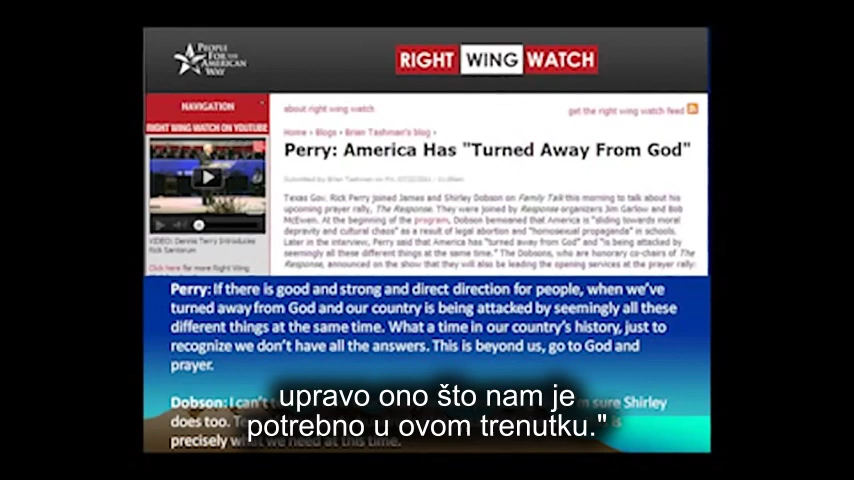 PEOPLE
FOR THE
AMERICAN
WAY
RIGHT WING WATCH
NAVIGATION
RIGHT WING WATCH ON YOUTUBE
VIDEO: Dennis Terry Introduces
Rick Santorum
Click here for more Right Wing
about right wing watch
get the right wing watch feed
Home » Blogs » Brian Tashman's blog »
Perry: America Has "Turned Away From God"
Submitted by Brian Tashman on
Texas Gov. Rick Perry joined James and Shirley Dobson on Family Talk this morning to talk about his
upcoming prayer rally, The Response. They were joined by Response organizers Jim Garlow and Bob
McEwen. At the beginning of the program, Dobson bemoaned that America is "sliding towards moral
depravity and cultural chaos" as a result of legal abortion and "homosexual propaganda" in schools.
Later in the interview, Perry said that America has "turned away from God" and "is being attacked by
seemingly all these different things at the same time." The Dobsons, who are honorary co-chairs of The
Response, announced on the show that they will also be leading the opening services at the prayer rally:
Perry: If there is good and strong and direct direction for people, when we've
turned away from God and our country is being attacked by seemingly all these
different things at the same time. What a time in our country's history, just to
recognize we don't have all the answers. This is beyond us, go to God and
prayer.
Dobson: I can't sure Shirley
does too.
precisely what we need at this time.
upravo ono što nam je
potrebno u ovom trenutku."